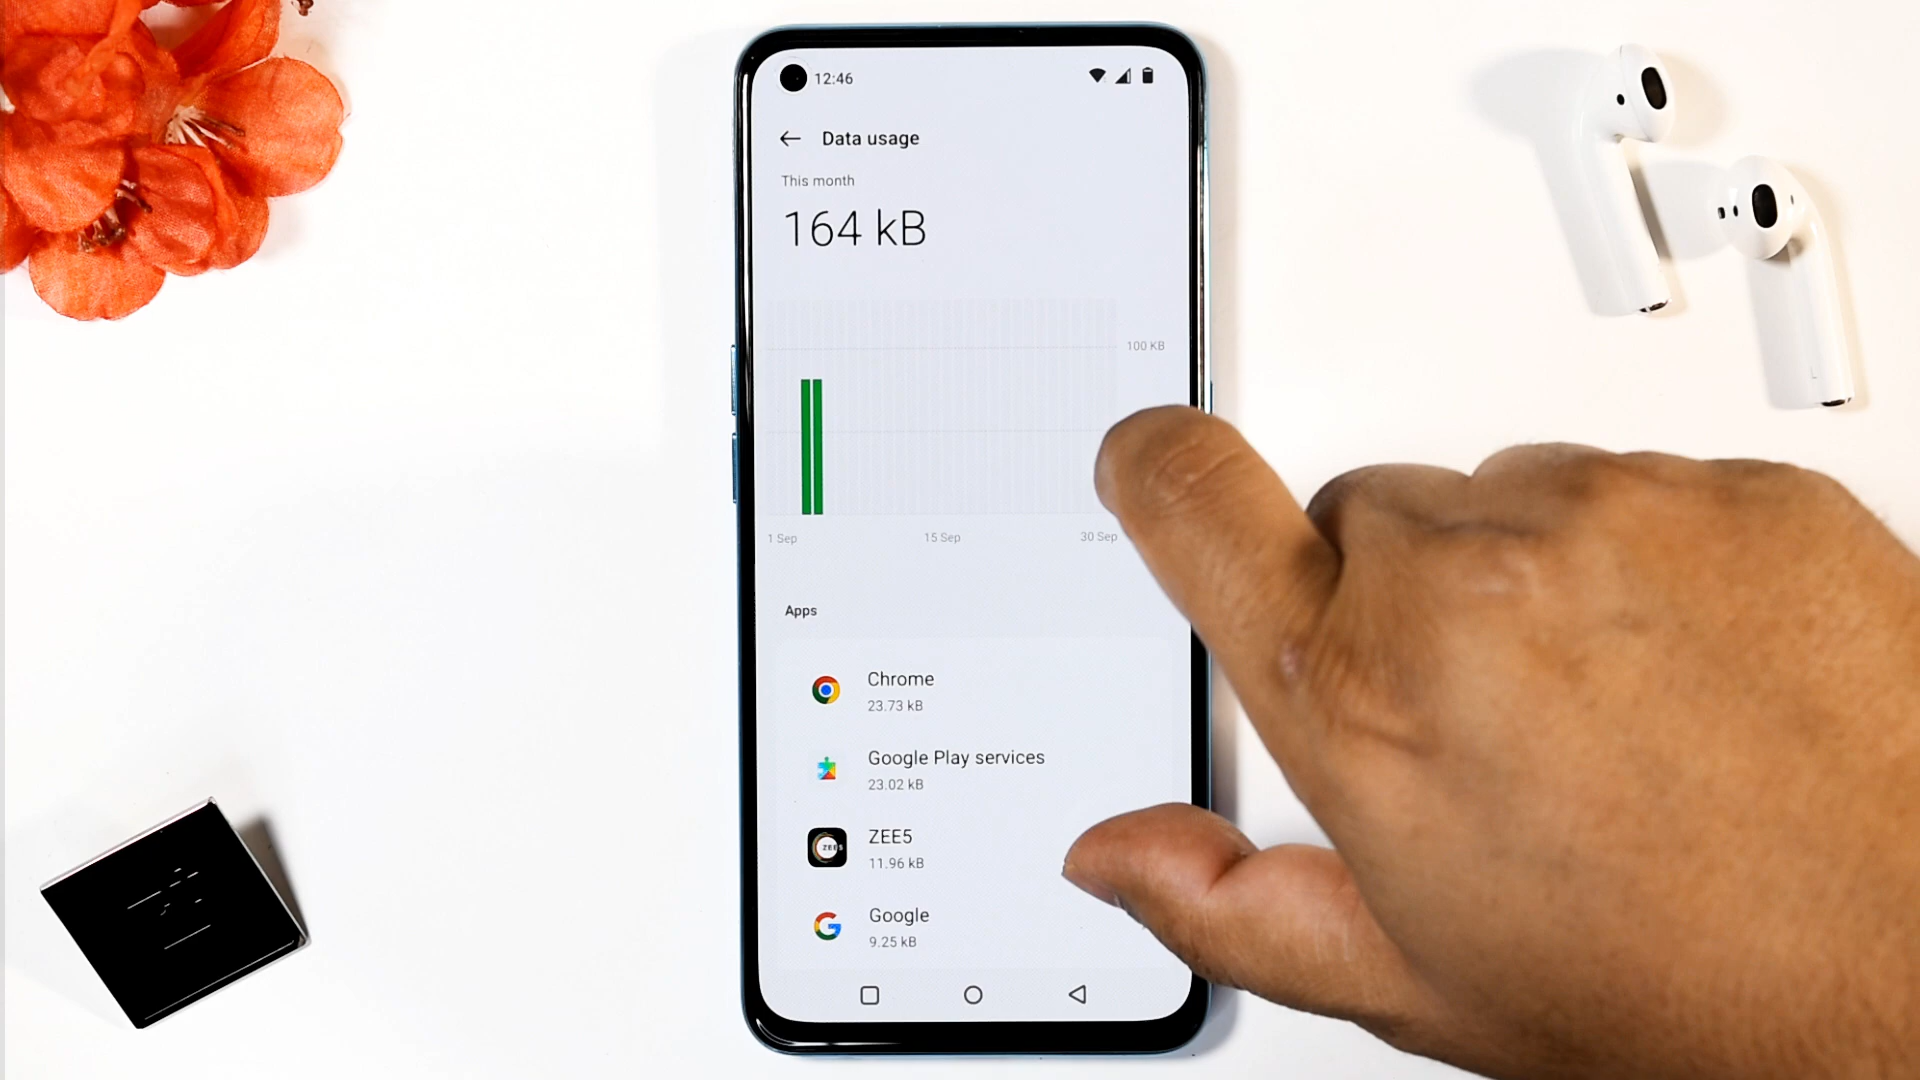 12:46
Data usage
This month
164 kB
100 KB
1 Sep
15 Sep
30 Sep
Apps
Chrome
23.73 kB
Google Play services
23.02 kB
ZEE5
ZEE5
11.96 kB
Google
9.25 kB
L